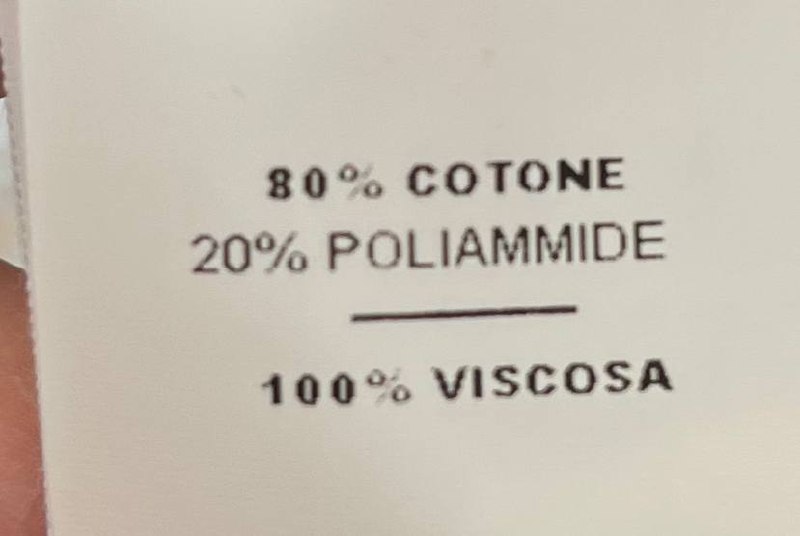 80% COTONE
20% POLIAMMIDE
100% VISCOSA